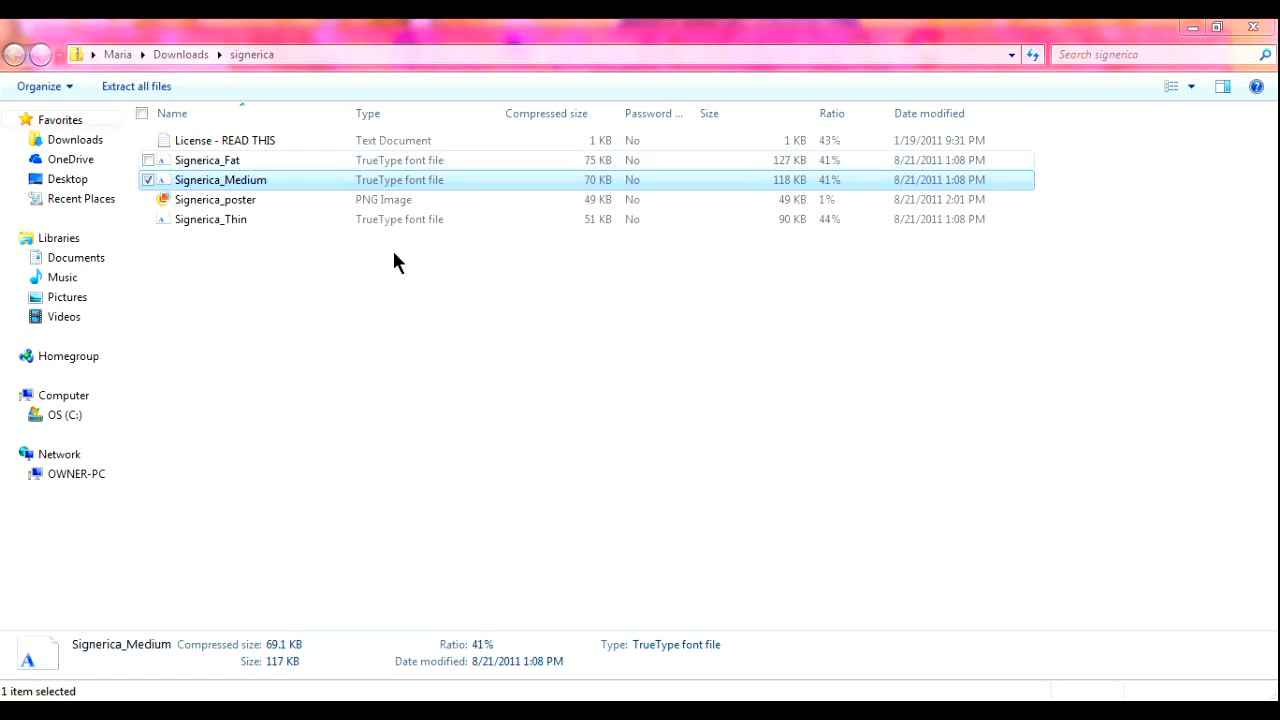 Maria Downloads signerica Search signerica
Organize Extract all files
Name Type Compressed size Password ... Size Ratio Date modified
License - READ THIS Text Document 1 KB No 1 KB 43% 1/19/2011 9:31 PM
Signerica_Fat TrueType font file 75 KB No 127 KB 41% 8/21/2011 1:08 PM
Signerica_Medium TrueType font file 70 KB No 118 KB 41% 8/21/2011 1:08 PM
Signerica_poster PNG Image 49 KB No 49 KB 1% 8/21/2011 2:01 PM
Signerica_Thin TrueType font file 51 KB No 90 KB 44% 8/21/2011 1:08 PM
Favorites
Downloads
OneDrive
Desktop
Recent Places
Libraries
Documents
Music
Pictures
Videos
Homegroup
Computer
OS (C:)
Network
OWNER-PC
Signerica_Medium Compressed size: 69.1 KB Ratio: 41% Type: TrueType font file
Size: 117 KB Date modified: 8/21/2011 1:08 PM
1 item selected